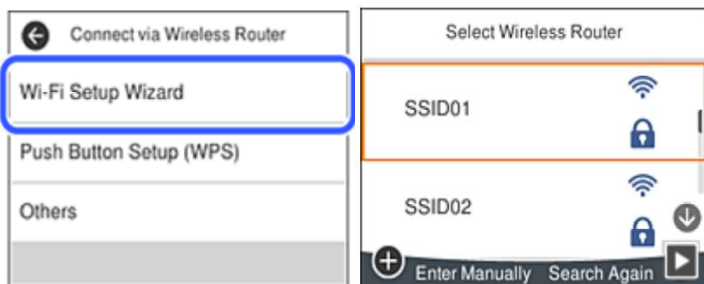 Connect via Wireless Router
Wi-Fi Setup Wizard
Push Button Setup (WPS)
Others
Select Wireless Router
SSID01
SSID02
Enter Manually Search Again